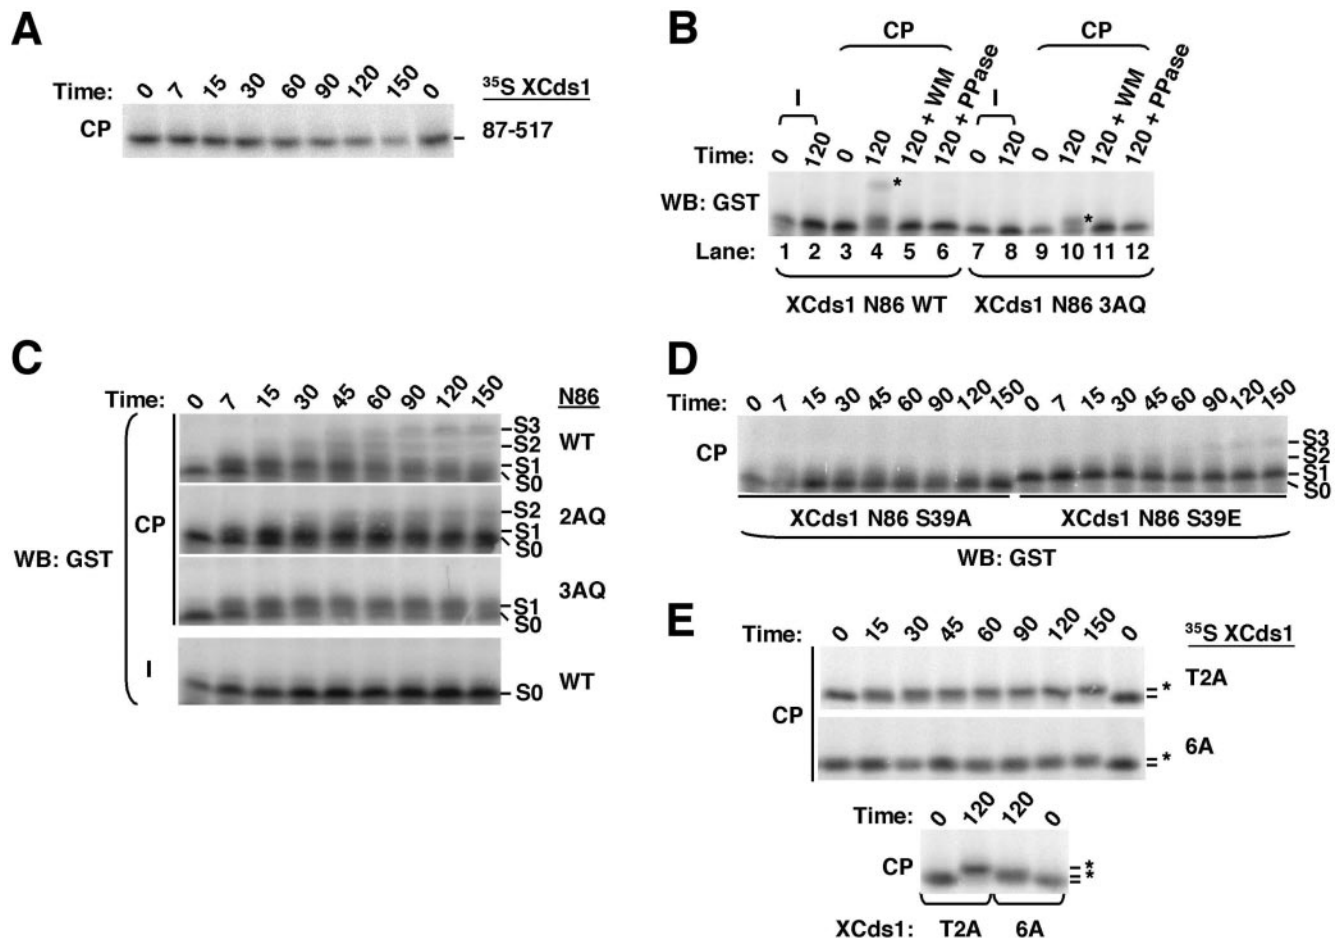 A
Time: 0 7 15 30 60 90 120 150 0 35S XCds1
CP 87-517
B
CP CP
I I
Time: 0 120 0 120 120 + WM 120 + PPase 0 120 0 120 120 + WM 120 + PPase
WB: GST * *
Lane: 1 2 3 4 5 6 7 8 9 10 11 12
XCds1 N86 WT XCds1 N86 3AQ
C
Time: 0 7 15 30 45 60 90 120 150 N86
WB: GST
CP
S3
S2
S1
S0
WT
S2
S1
S0
2AQ
S1
S0
3AQ
I
S0
WT
D
Time: 0 7 15 30 45 60 90 120 150 0 7 15 30 45 60 90 120 150
CP
S3
S2
S1
S0
XCds1 N86 S39A XCds1 N86 S39E
WB: GST
E
Time: 0 15 30 45 60 90 120 150 0 35S XCds1
CP
* T2A
* 6A
Time: 0 120 120 0
CP *
*
XCds1: T2A 6A